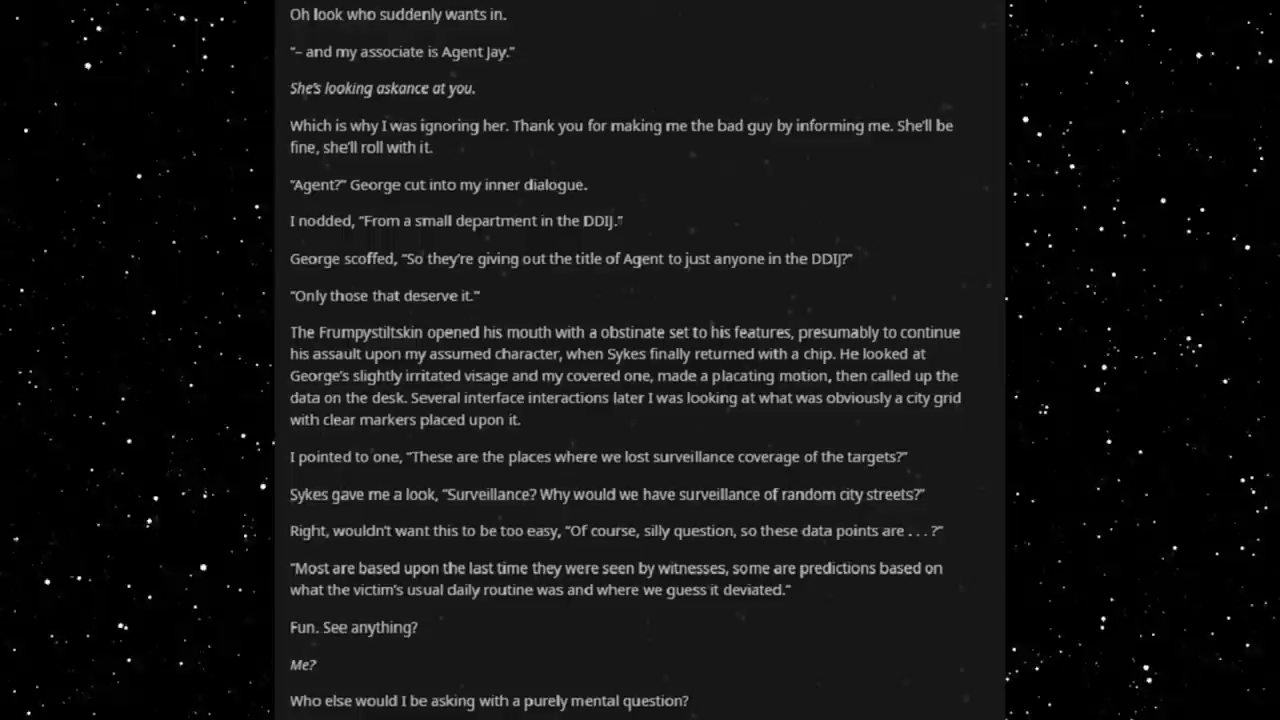 Oh look who suddenly wants in.
“– and my associate is Agent Jay.”
She’s looking askance at you.
Which is why I was ignoring her. Thank you for making me the bad guy by informing me. She’ll be
fine, she’ll roll with it.
“Agent?” George cut into my inner dialogue.
I nodded, “From a small department in the DDIJ.”
George scoffed, “So they’re giving out the title of Agent to just anyone in the DDIJ?”
“Only those that deserve it.”
The Frumpystiltskin opened his mouth with a obstinate set to his features, presumably to continue
his assault upon my assumed character, when Sykes finally returned with a chip. He looked at
George’s slightly irritated visage and my covered one, made a placating motion, then called up the
data on the desk. Several interface interactions later I was looking at what was obviously a city grid
with clear markers placed upon it.
I pointed to one, “These are the places where we lost surveillance coverage of the targets?”
Sykes gave me a look, “Surveillance? Why would we have surveillance of random city streets?”
Right, wouldn’t want this to be too easy, “Of course, silly question, so these data points are . . . ?”
“Most are based upon the last time they were seen by witnesses, some are predictions based on
what the victim’s usual daily routine was and where we guess it deviated.”
Fun. See anything?
Me?
Who else would I be asking with a purely mental question?